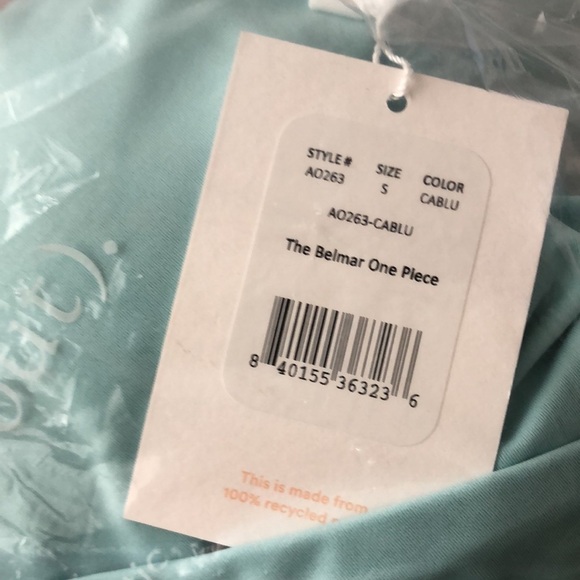 STYLE # SIZE COLOR
AO263 S CABLU
AO263-CABLU
The Belmar One Piece
8 40155 36323 6
This is made from
100% recycled